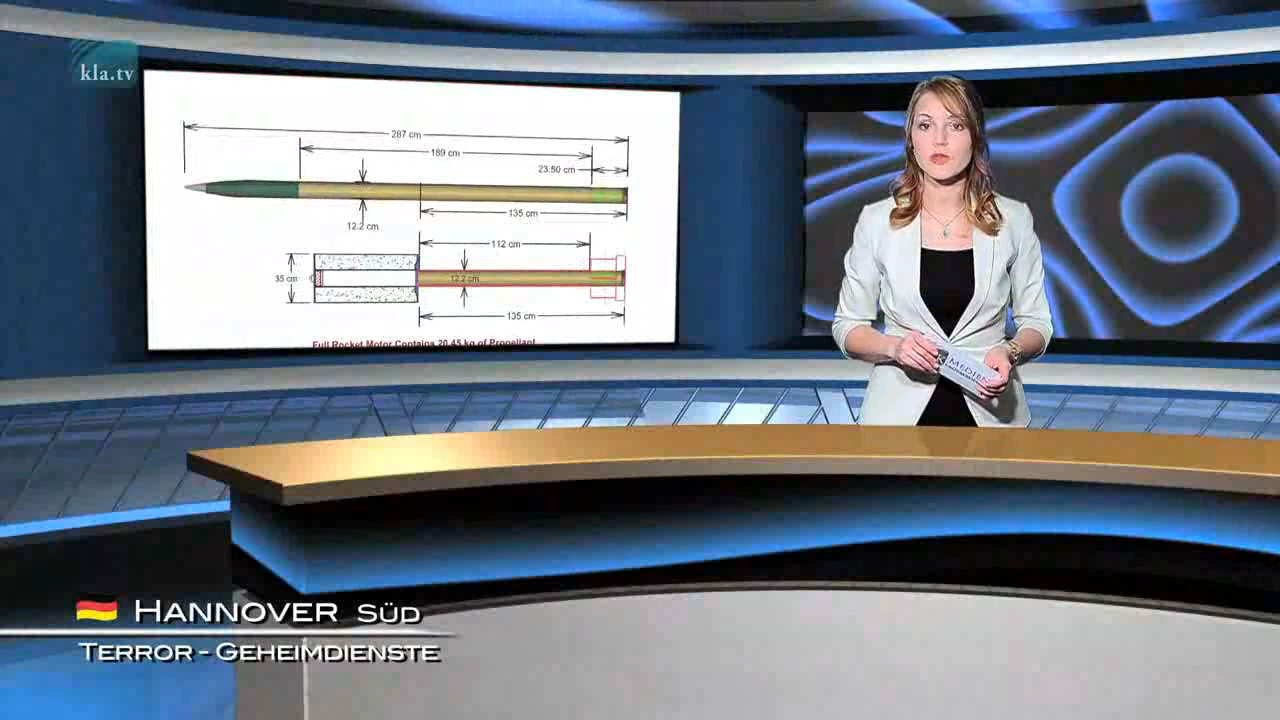 kla.tv
287 cm
189 cm
23.50 cm
12.2 cm
135 cm
112 cm
35 cm
12.2 cm
135 cm
Full Rocket Motor Contains 20.45 kg of Propellant
MEDIEN
HANNOVER SÜD
TERROR - GEHEIMDIENSTE